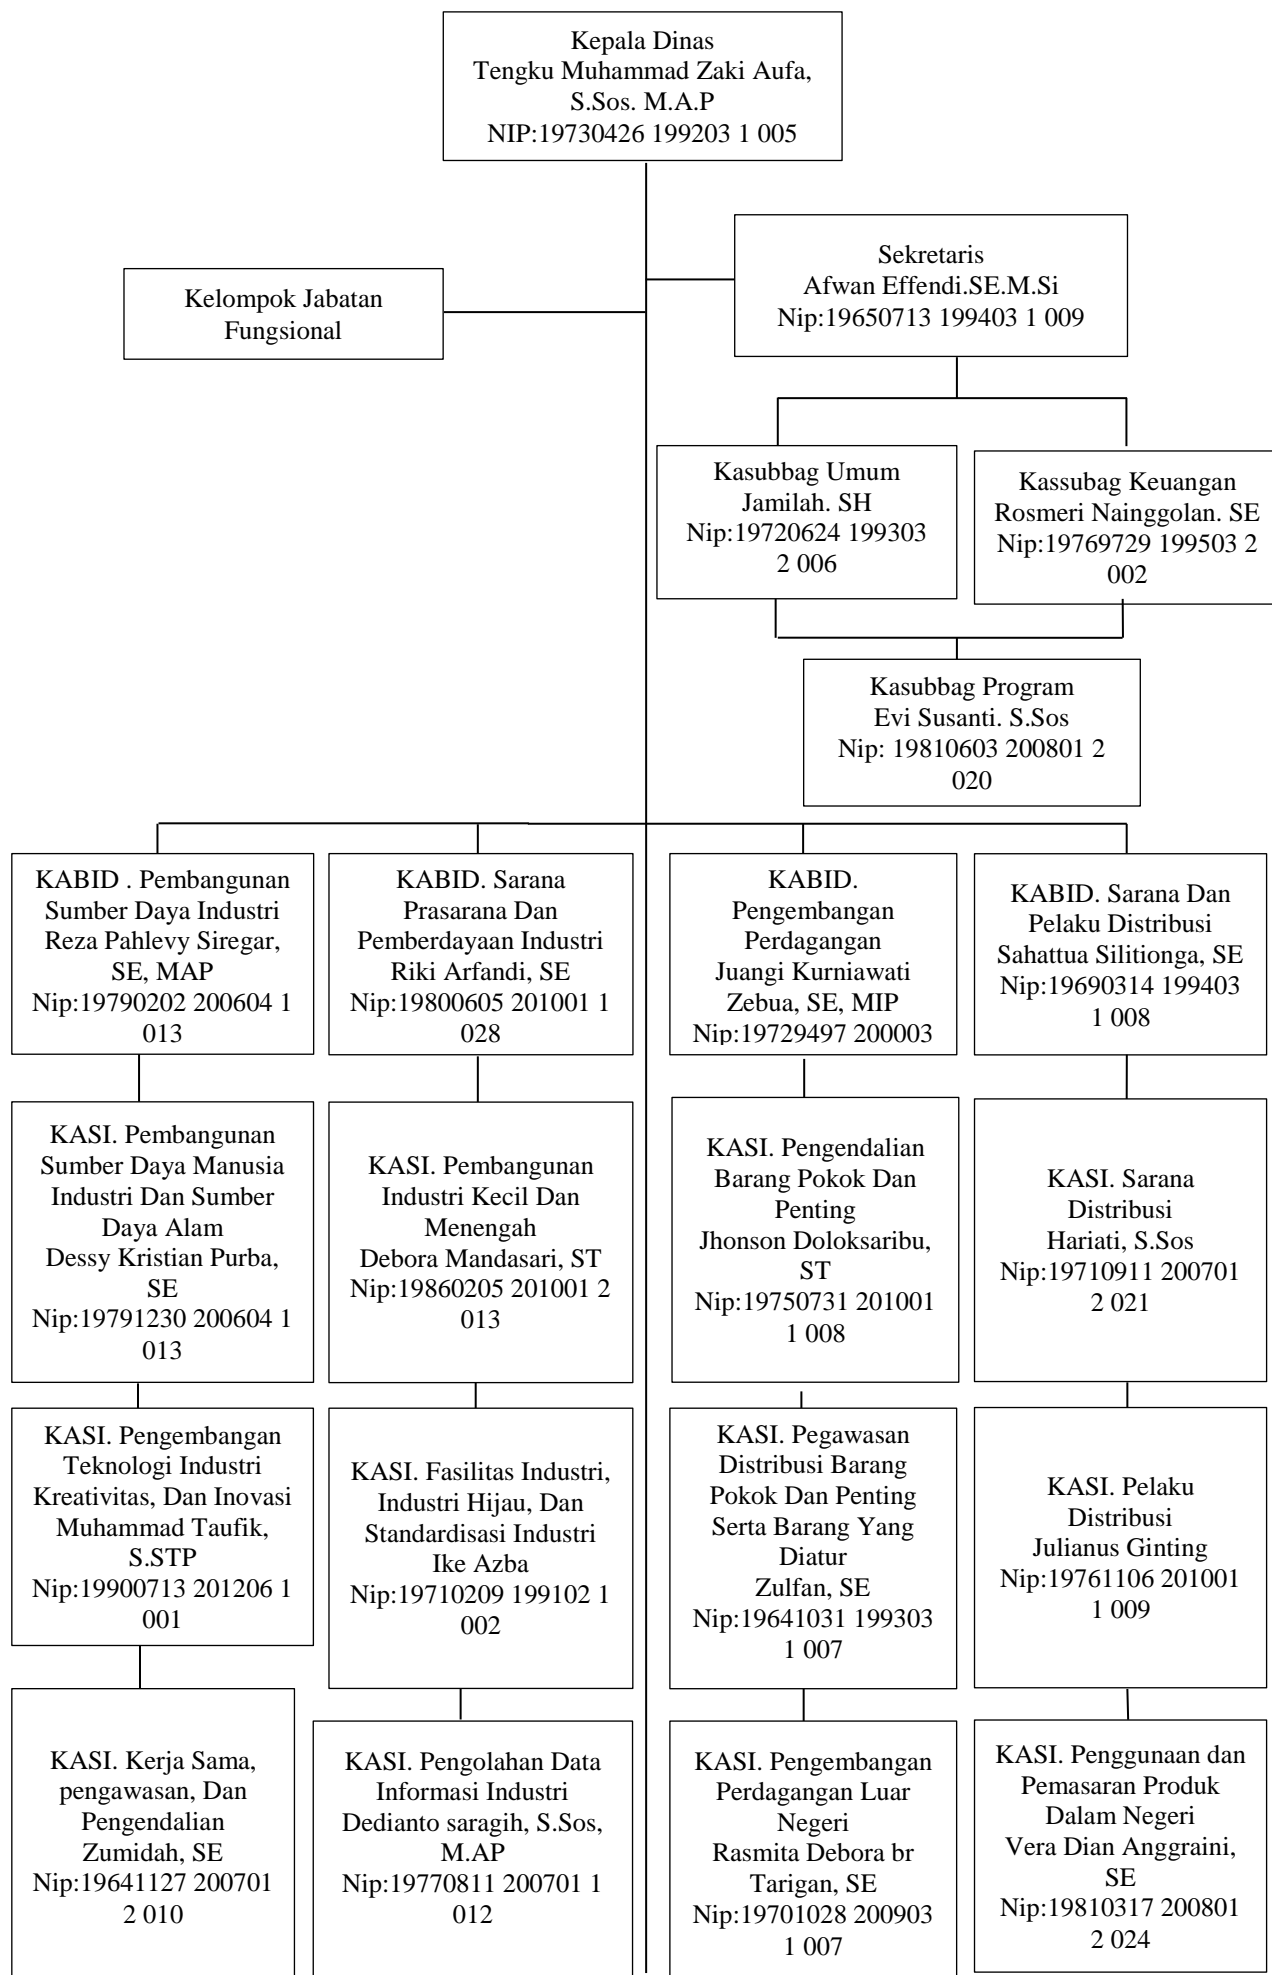 Kepala Dinas
Tengku Muhammad Zaki Aufa,
S.Sos. M.A.P
NIP:19730426 199203 1 005
Sekretaris
Afwan Effendi.SE.M.Si
Nip:19650713 199403 1 009
Kelompok Jabatan
Fungsional
Kasubbag Umum
Jamilah. SH
Nip:19720624 199303
2 006
Kassubag Keuangan
Rosmeri Nainggolan. SE
Nip:19769729 199503 2
002
Kasubbag Program
Evi Susanti. S.Sos
Nip: 19810603 200801 2
020
KABID . Pembangunan
Sumber Daya Industri
Reza Pahlevy Siregar,
SE, MAP
Nip:19790202 200604 1
013
KABID. Sarana
Prasarana Dan
Pemberdayaan Industri
Riki Arfandi, SE
Nip:19800605 201001 1
028
KABID.
Pengembangan
Perdagangan
Juangi Kurniawati
Zebua, SE, MIP
Nip:19729497 200003
KABID. Sarana Dan
Pelaku Distribusi
Sahattua Silitionga, SE
Nip:19690314 199403
1 008
KASI. Pembangunan
Sumber Daya Manusia
Industri Dan Sumber
Daya Alam
Dessy Kristian Purba,
SE
Nip:19791230 200604 1
013
KASI. Pembangunan
Industri Kecil Dan
Menengah
Debora Mandasari, ST
Nip:19860205 201001 2
013
KASI. Pengendalian
Barang Pokok Dan
Penting
Jhonson Doloksaribu,
ST
Nip:19750731 201001
1 008
KASI. Sarana
Distribusi
Hariati, S.Sos
Nip:19710911 200701
2 021
KASI. Pengembangan
Teknologi Industri
Kreativitas, Dan Inovasi
Muhammad Taufik,
S.STP
Nip:19900713 201206 1
001
KASI. Fasilitas Industri,
Industri Hijau, Dan
Standardisasi Industri
Ike Azba
Nip:19710209 199102 1
002
KASI. Pegawasan
Distribusi Barang
Pokok Dan Penting
Serta Barang Yang
Diatur
Zulfan, SE
Nip:19641031 199303
1 007
KASI. Pelaku
Distribusi
Julianus Ginting
Nip:19761106 201001
1 009
KASI. Kerja Sama,
pengawasan, Dan
Pengendalian
Zumidah, SE
Nip:19641127 200701
2 010
KASI. Pengolahan Data
Informasi Industri
Dedianto saragih, S.Sos,
M.AP
Nip:19770811 200701 1
012
KASI. Pengembangan
Perdagangan Luar
Negeri
Rasmita Debora br
Tarigan, SE
Nip:19701028 200903
1 007
KASI. Penggunaan dan
Pemasaran Produk
Dalam Negeri
Vera Dian Anggraini,
SE
Nip:19810317 200801
2 024